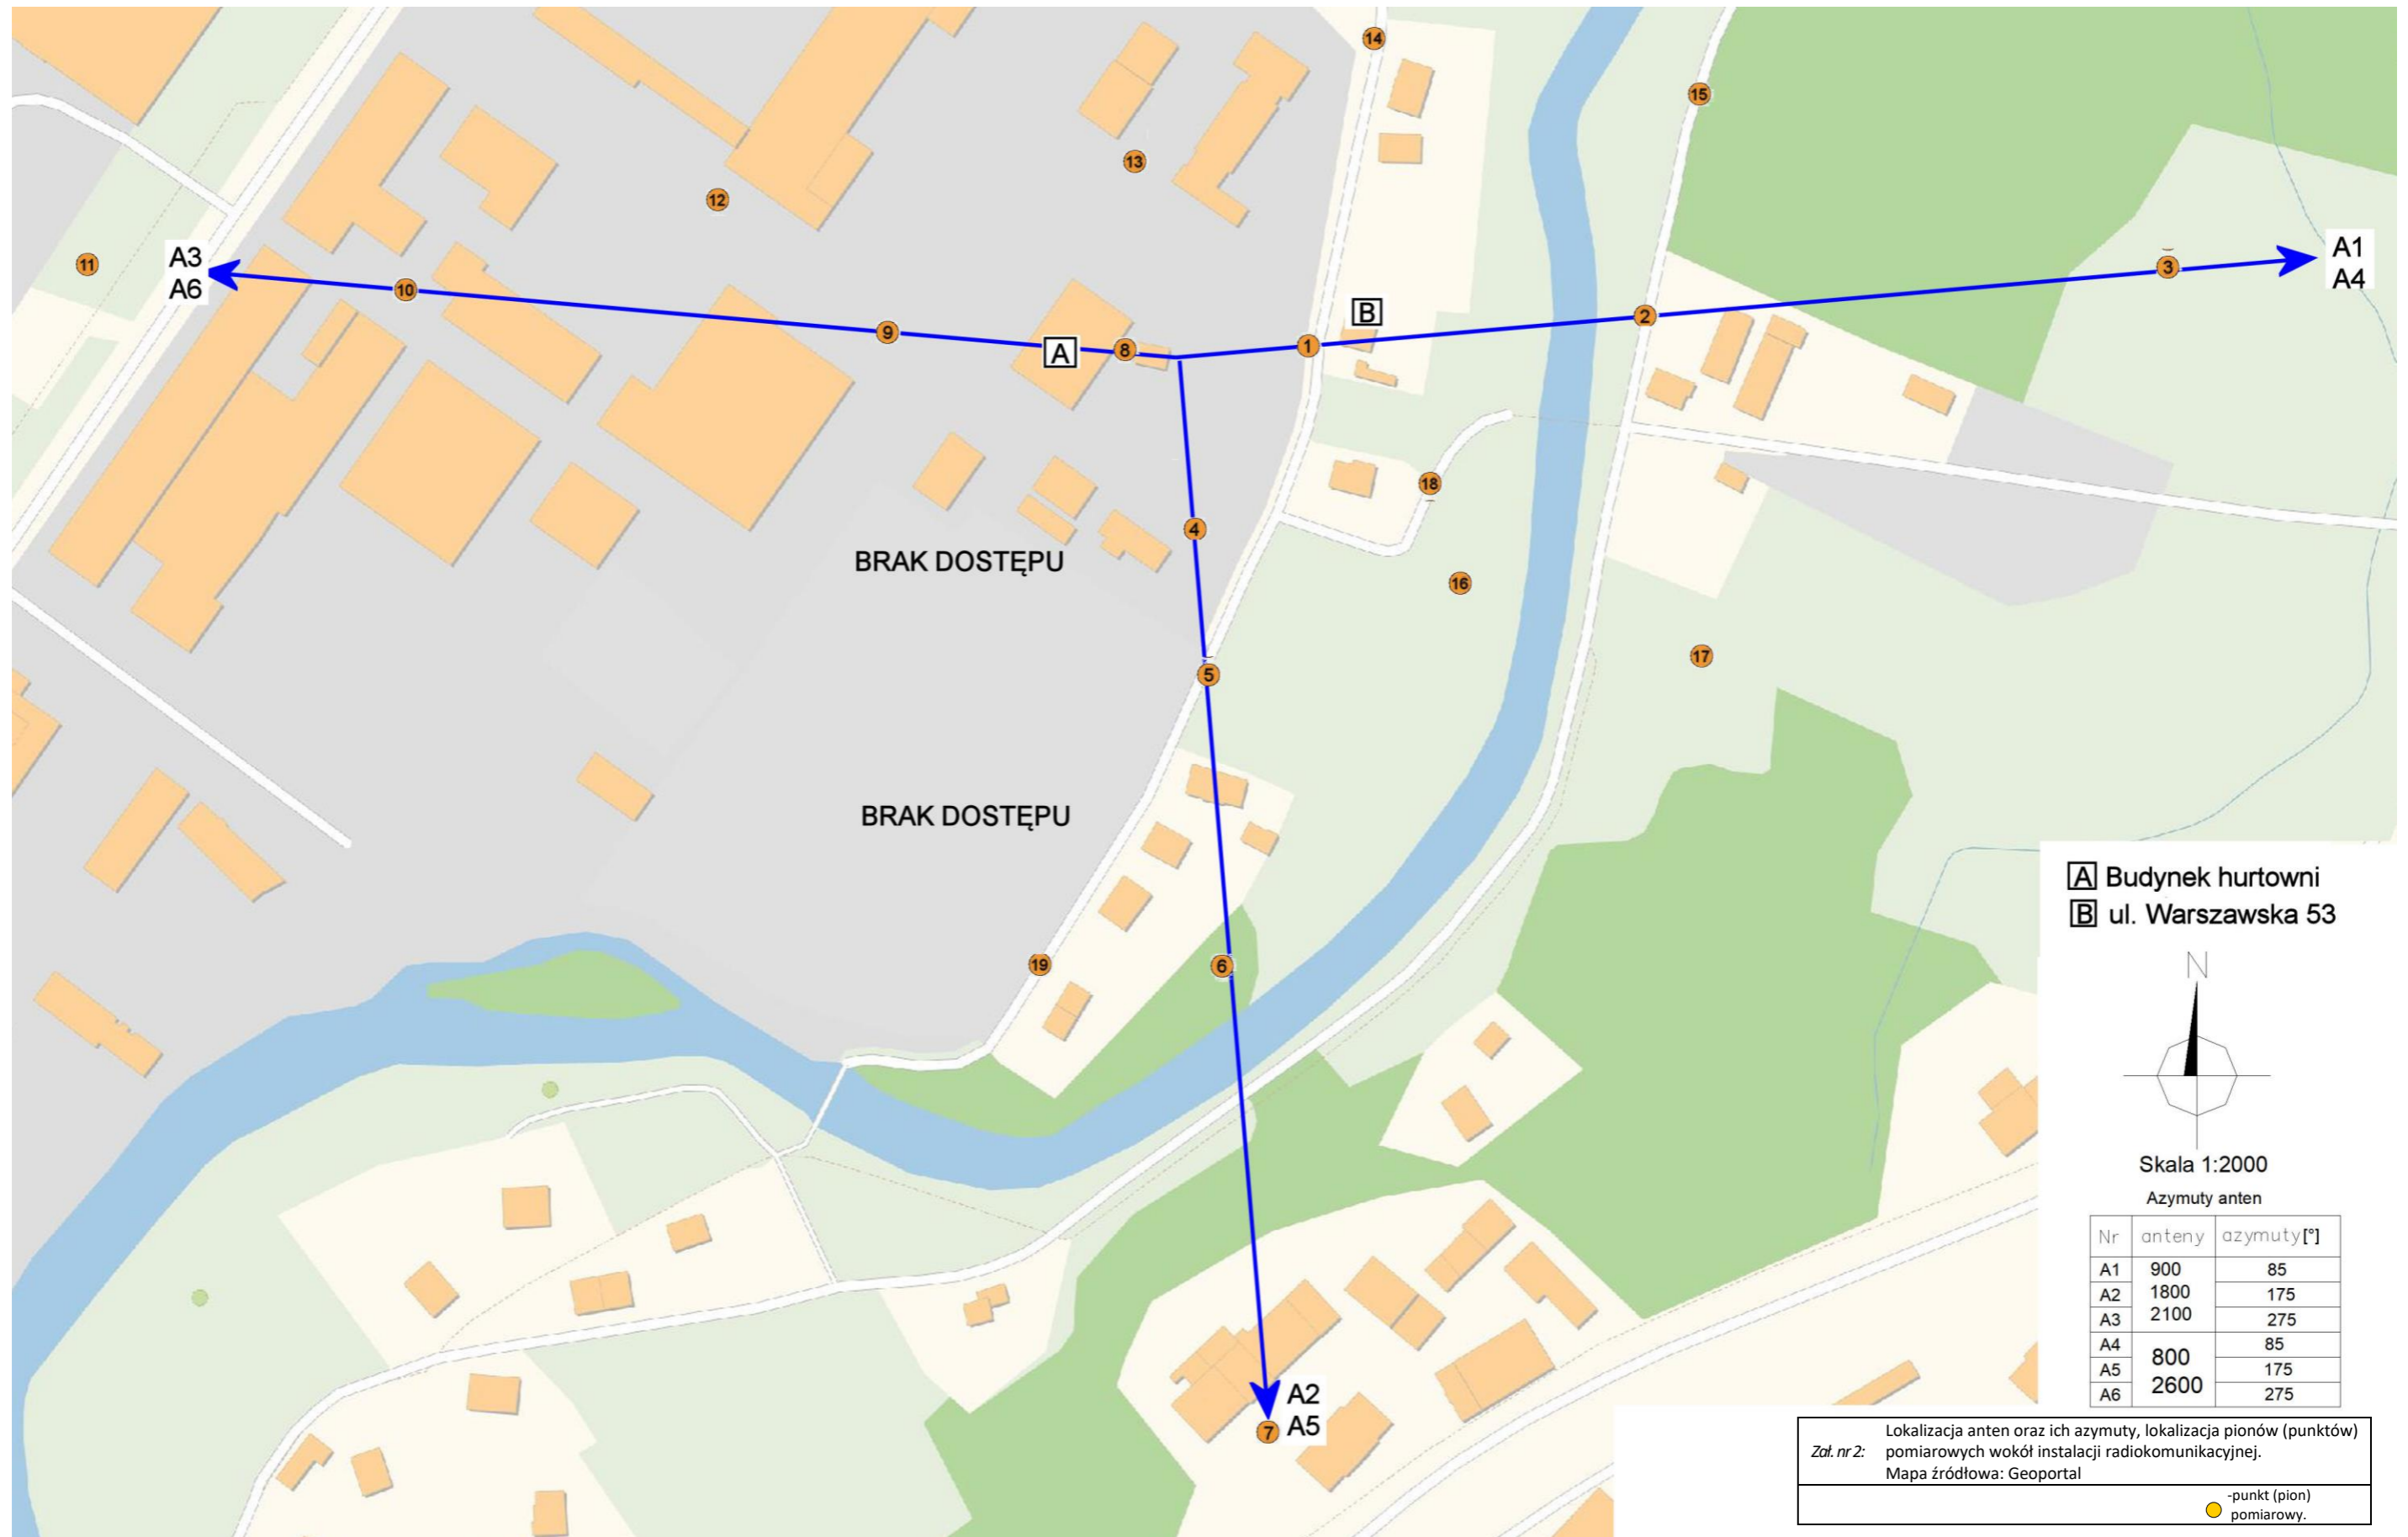 14
15
13
12
11
A3
A6
10
9
A
8
1
B
2
3
A1
A4
18
4
BRAK DOSTĘPU
16
17
5
BRAK DOSTĘPU
19
6
A2
A5
7
A Budynek hurtowni
B ul. Warszawska 53
N
Skala 1:2000
Azymuty anten
Nr anteny azymuty[°]
A1 900 85
A2 1800 175
A3 2100 275
A4 85
800
A5 175
2600
A6 275
Zał. nr 2:
Lokalizacja anten oraz ich azymuty, lokalizacja pionów (punktów)
pomiarowych wokół instalacji radiokomunikacyjnej.
Mapa źródłowa: Geoportal
-punkt (pion)
pomiarowy.